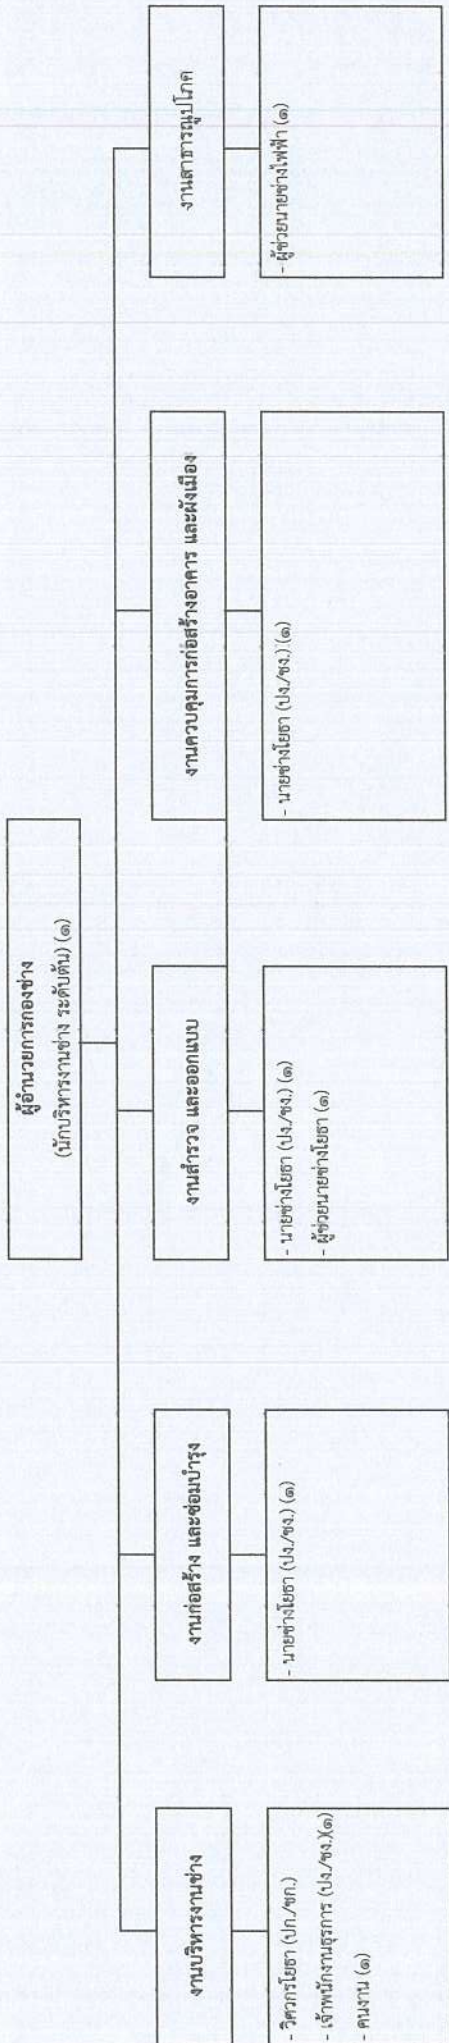 ผู้อำนวยการกองช่าง
(นักบริหารงานช่าง ระดับต้น) (๑)
งานบริหารงานช่าง
- วิศวกรโยธา (ปก./ชก.)
- เจ้าพนักงานธุรการ (ปง./ชง.)(๑)
- คนงาน (๑)
งานก่อสร้าง และซ่อมบำรุง
- นายช่างโยธา (ปง./ชง.) (๑)
งานสำรวจ และออกแบบ
- นายช่างโยธา (ปง./ชง.) (๑)
- ผู้ช่วยนายช่างโยธา (๑)
งานควบคุมการก่อสร้างอาคาร และผังเมือง
- นายช่างโยธา (ปง./ชง.) (๑)
งานสาธารณูปโภค
- ผู้ช่วยนายช่างไฟฟ้า (๑)